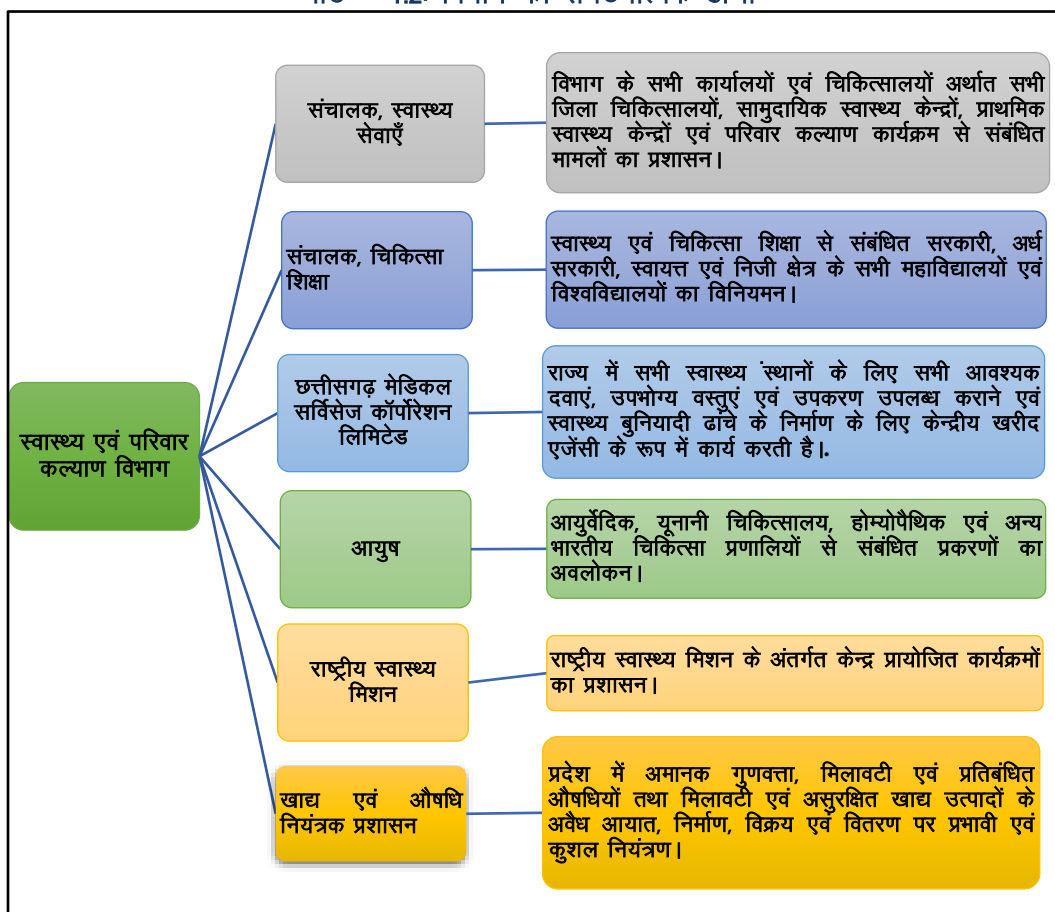 स्वास्थ्य एवं परिवार
कल्याण विभाग
संचालक, स्वास्थ्य
सेवाएँ
विभाग के सभी कार्यालयों एवं चिकित्सालयों अर्थात सभी
जिला चिकित्सालयों, सामुदायिक स्वास्थ्य केन्द्रों, प्राथमिक
स्वास्थ्य केन्द्रों एवं परिवार कल्याण कार्यक्रम से संबंधित
मामलों का प्रशासन।
संचालक, चिकित्सा
शिक्षा
स्वास्थ्य एवं चिकित्सा शिक्षा से संबंधित सरकारी, अर्ध
सरकारी, स्वायत्त एवं निजी क्षेत्र के सभी महाविद्यालयों एवं
विश्वविद्यालयों का विनियमन।
छत्तीसगढ़ मेडिकल
सर्विसेज कॉर्पोरेशन
लिमिटेड
राज्य में सभी स्वास्थ्य संस्थानों के लिए सभी आवश्यक
दवाएं, उपभोग्य वस्तुएं एवं उपकरण उपलब्ध कराने एवं
स्वास्थ्य बुनियादी ढांचे के निर्माण के लिए केन्द्रीय खरीद
एजेंसी के रूप में कार्य करती है।.
आयुष
आयुर्वेदिक, यूनानी चिकित्सालय, होम्योपैथिक एवं अन्य
भारतीय चिकित्सा प्रणालियों से संबंधित प्रकरणों का
अवलोकन।
राष्ट्रीय स्वास्थ्य
मिशन
राष्ट्रीय स्वास्थ्य मिशन के अंतर्गत केन्द्र प्रायोजित कार्यक्रमों
का प्रशासन।
खाद्य एवं औषधि
नियंत्रक प्रशासन
प्रदेश में अमानक गुणवत्ता, मिलावटी एवं प्रतिबंधित
औषधियों तथा मिलावटी एवं असुरक्षित खाद्य उत्पादों के
अवैध आयात, निर्माण, विक्रय एवं वितरण पर प्रभावी एवं
कुशल नियंत्रण।